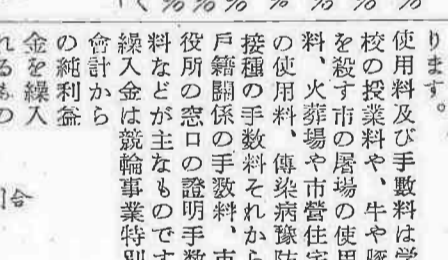 ります。
使用料及び手數料は学
校の授業料や、牛や豚
を殺す市の屠場の使用
料、火葬場や市営住宅
の使用料、傳染病豫防
接種の手数料それから
戸籍關係の手数料、市
役所の窓口の證明手数
料などが主なものです
繰入金は競輪事業特別
會計から
の純利益
金を繰入
れるもの